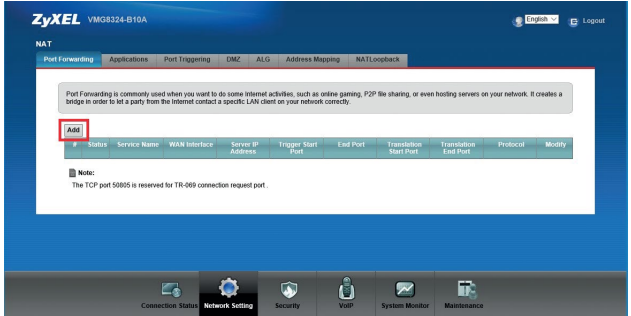 ZyXEL VMG8324-B10A
English
Logout
NAT
Port Forwarding Applications Port Triggering DMZ ALG Address Mapping NATLoopback
Port Forwarding is commonly used when you want to do some Internet activities, such as online gaming, P2P file sharing, or even hosting servers on your network. It creates a
bridge in order to let a party from the Internet contact a specific LAN client on your network correctly.
Add
# Status Service Name WAN Interface Server IP Address Trigger Start Port End Port Translation Start Port Translation End Port Protocol Modify
Note:
The TCP port 50805 is reserved for TR-069 connection request port .
Connection Status Network Setting Security VoIP System Monitor Maintenance